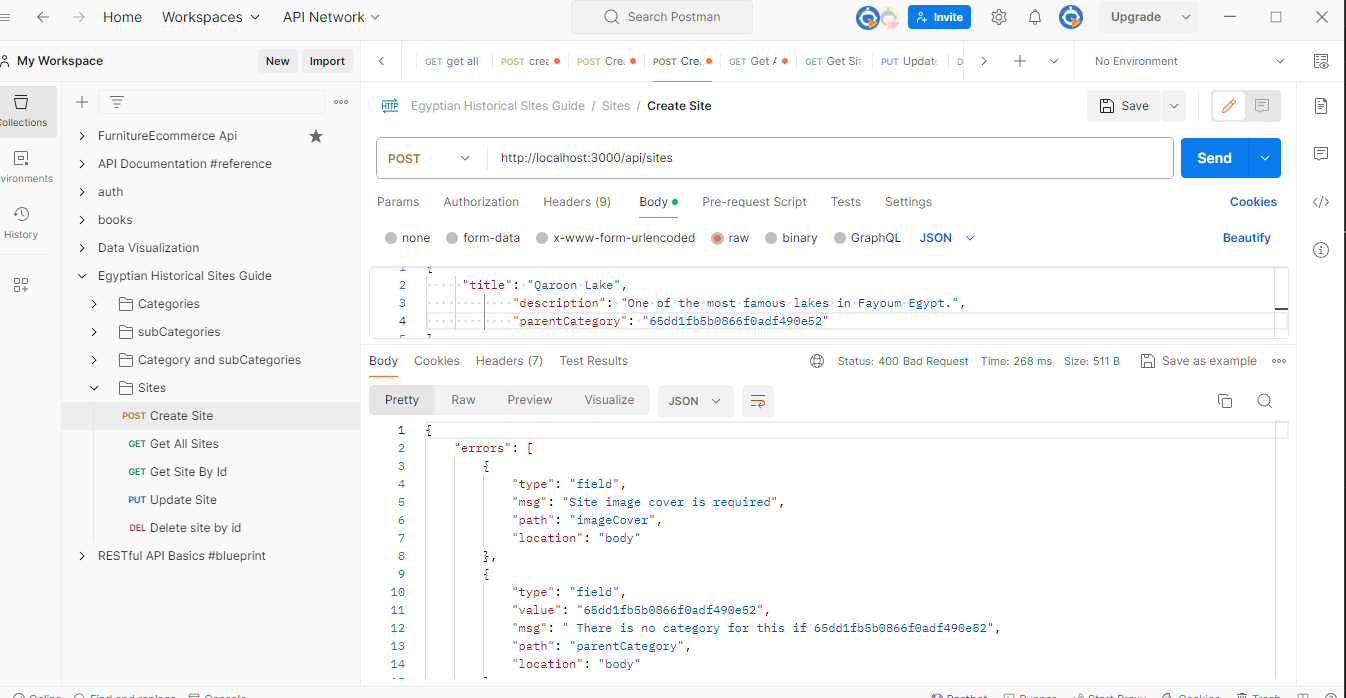 Home Workspaces API Network Search Postman Invite Upgrade
My Workspace New Import GET get all POST crea POST Cre POST Cre GET Get A GET Get Sit PUT Updat D No Environment
Collections
Environments
History
FurnitureEcommerce Api
API Documentation #reference
auth
books
Data Visualization
Egyptian Historical Sites Guide
Categories
subCategories
Category and subCategories
Sites
POST Create Site
GET Get All Sites
GET Get Site By Id
PUT Update Site
DEL Delete site by id
RESTful API Basics #blueprint
HTTP Egyptian Historical Sites Guide / Sites / Create Site Save
POST http://localhost:3000/api/sites Send
Params Authorization Headers (9) Body Pre-request Script Tests Settings Cookies
none form-data x-www-form-urlencoded raw binary GraphQL JSON Beautify
1 {
2 "title": "Qaroon Lake",
3 "description": "One of the most famous lakes in Fayoum Egypt.",
4 "parentCategory": "65dd1fb5b0866f0adf490e52"
Body Cookies Headers (7) Test Results Status: 400 Bad Request Time: 268 ms Size: 511 B Save as example
Pretty Raw Preview Visualize JSON
1 {
2 "errors": [
3 {
4 "type": "field",
5 "msg": "Site image cover is required",
6 "path": "imageCover",
7 "location": "body"
8 },
9 {
10 "type": "field",
11 "value": "65dd1fb5b0866f0adf490e52",
12 "msg": " There is no category for this if 65dd1fb5b0866f0adf490e52",
13 "path": "parentCategory",
14 "location": "body"
Online Find and replace Console Postbot Runner Start Proxy Cookies Trash